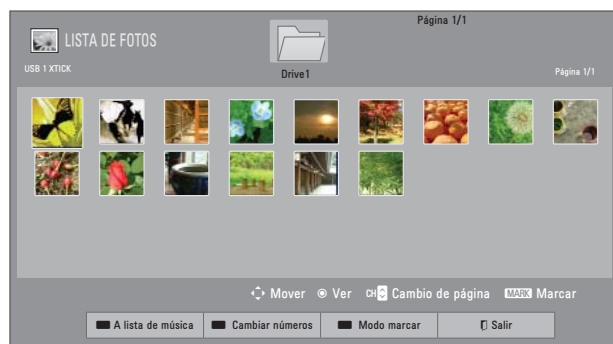 Página 1/1
LISTA DE FOTOS
USB 1 XTICK
Drive1
Página 1/1
Mover Ver CH Cambio de página MARK Marcar
A lista de música Cambiar números Modo marcar Salir